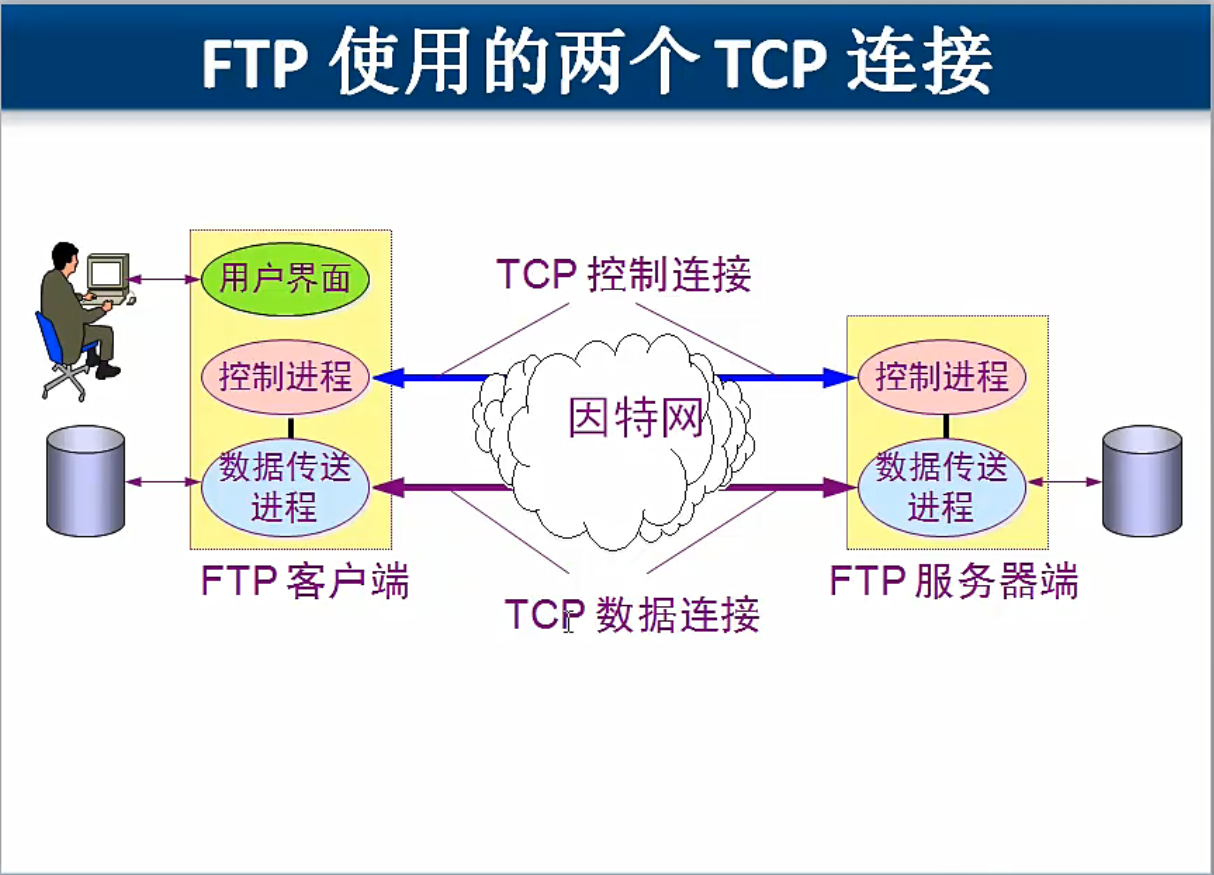 FTP 使用的两个 TCP 连接
用户界面
TCP 控制连接
控制进程
因特网
控制进程
数据传送
进程
数据传送
进程
FTP 客户端
FTP 服务器端
TCP 数据连接